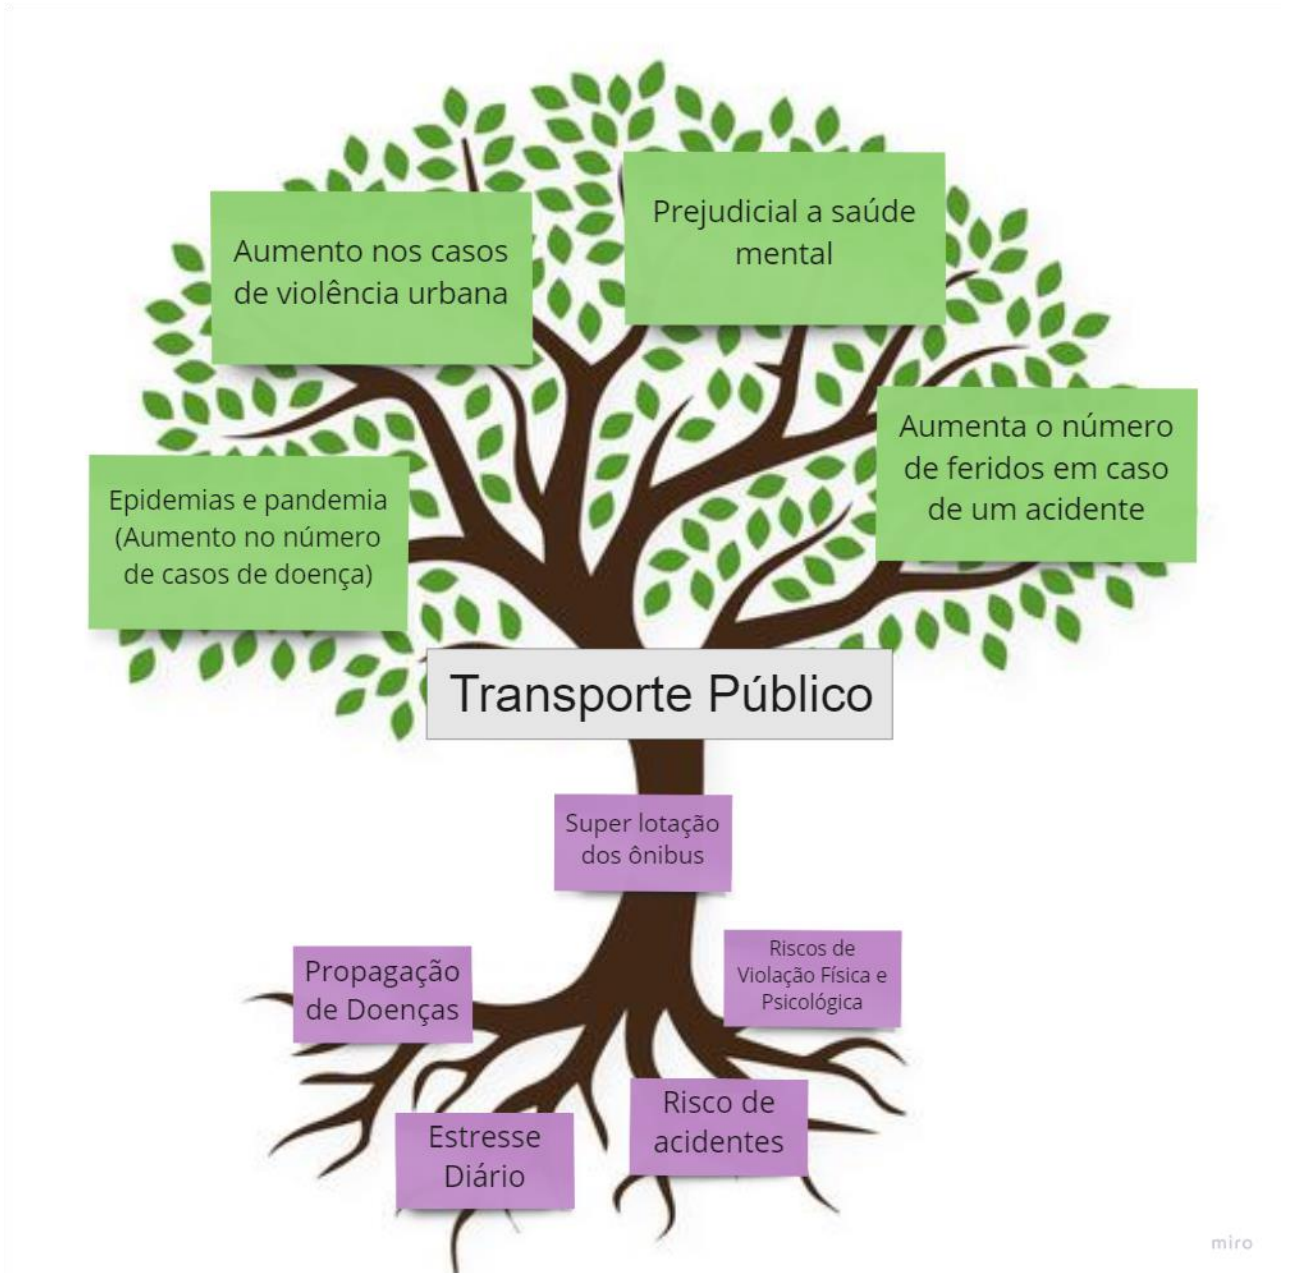 Prejudicial a saúde
mental
Aumento nos casos
de violência urbana
Aumenta o número
de feridos em caso
de um acidente
Epidemias e pandemia
(Aumento no número
de casos de doença)
Transporte Público
Super lotação
dos ônibus
Riscos de
Violação Física e
Psicológica
Propagação
de Doenças
Risco de
acidentes
Estresse
Diário
miro